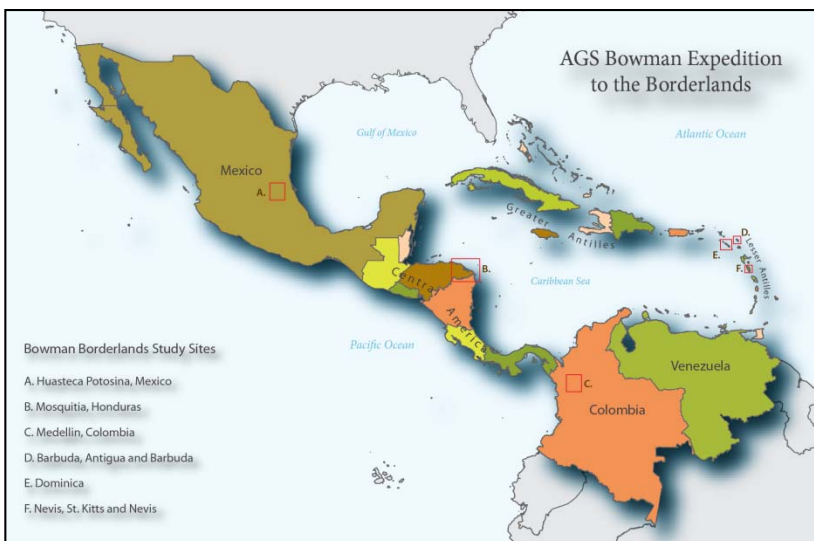 AGS Bowman Expedition
to the Borderlands
Gulf of Mexico
Atlantic Ocean
Mexico
A.
Greater
Antilles
D.
E.
Lesser Antilles
F.
B.
Central
America
Caribbean Sea
Pacific Ocean
C.
Venezuela
Colombia
Bowman Borderlands Study Sites
A. Huasteca Potosina, Mexico
B. Mosquitia, Honduras
C. Medellin, Colombia
D. Barbuda, Antigua and Barbuda
E. Dominica
F. Nevis, St. Kitts and Nevis